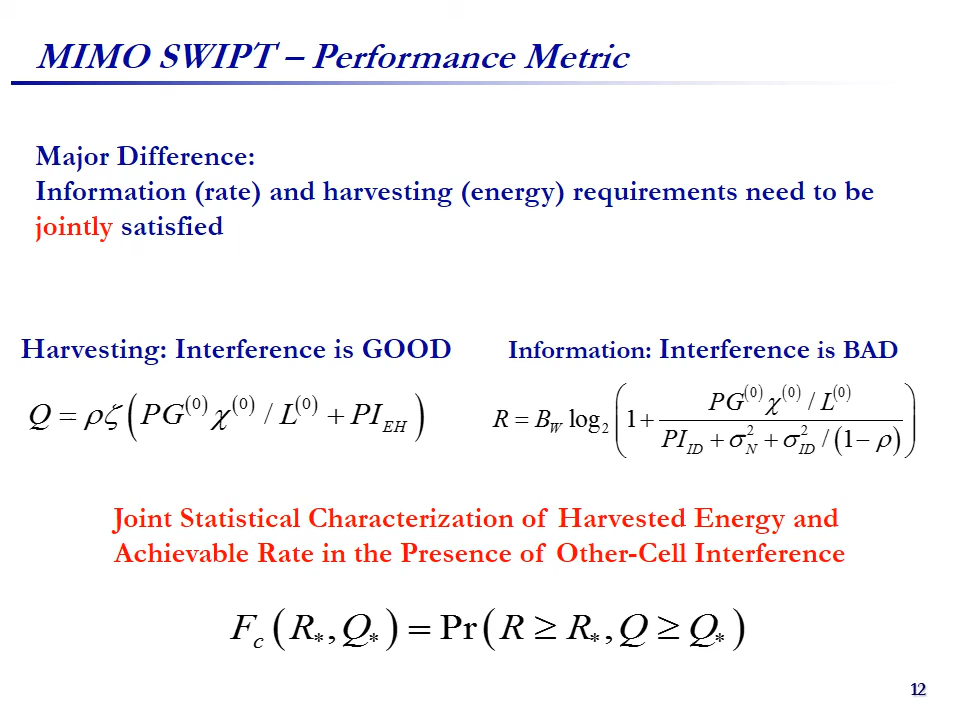 MIMO SWIPT – Performance Metric
Major Difference:
Information (rate) and harvesting (energy) requirements need to be
jointly satisfied
Harvesting: Interference is GOOD
Q = ρζ ( PG^(0) χ^(0) / L^(0) + PI_EH )
Information: Interference is BAD
R = B_W log_2 ( 1 + (PG^(0) χ^(0) / L^(0)) / (PI_ID + σ_N^2 + σ_ID^2 / (1 − ρ)) )
Joint Statistical Characterization of Harvested Energy and
Achievable Rate in the Presence of Other-Cell Interference
F_c ( R_*, Q_* ) = Pr ( R ≥ R_*, Q ≥ Q_* )
12